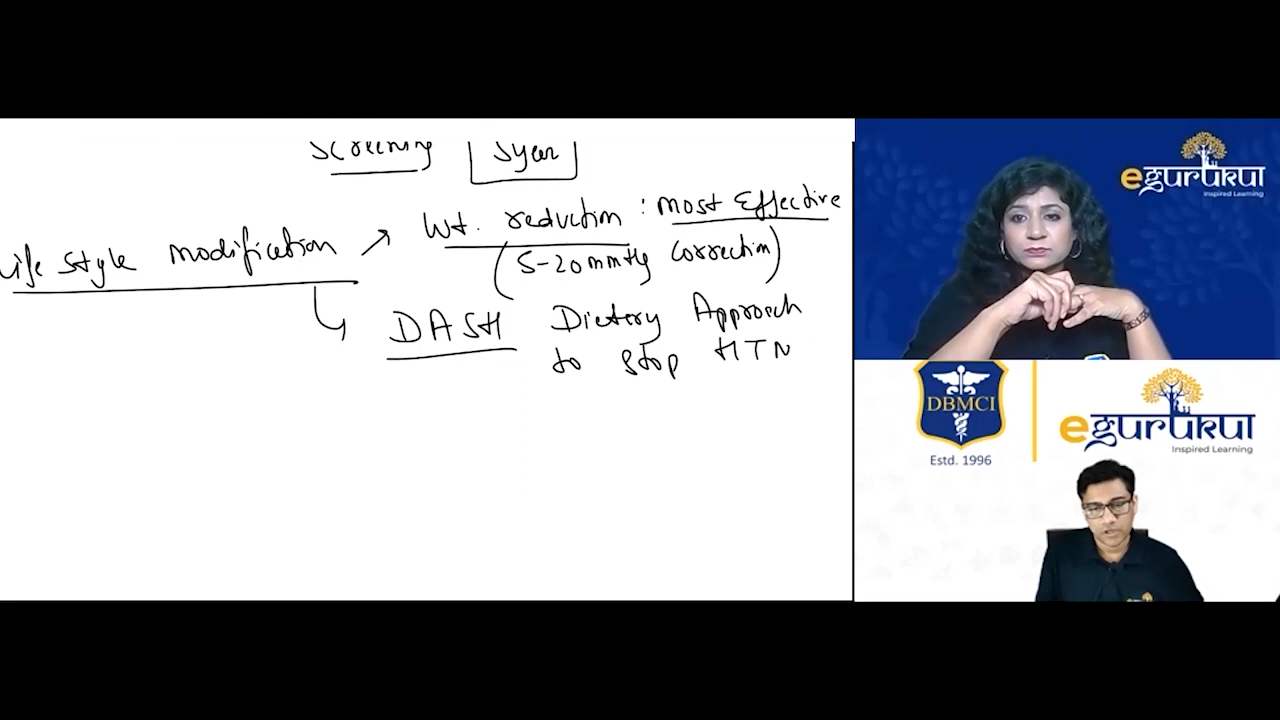 Screening 5year
Life style modification → Wt. reduction : Most Effective
(5-20mmHg correction)
DASH Dietary Approach
to stop HTN
egurukul
Inspired Learning
DBMCI
Estd. 1996
egurukul
Inspired Learning